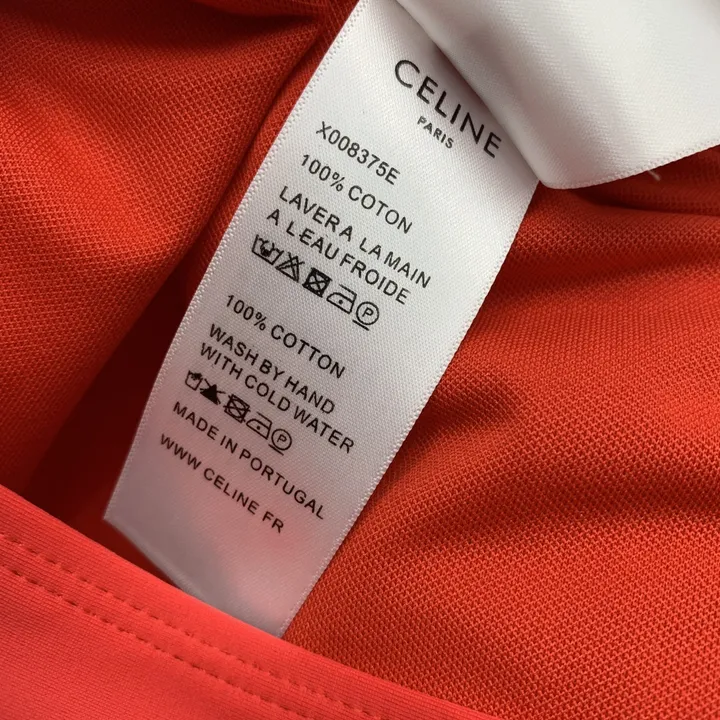 CELINE
PARIS
X008375E
100% COTON
LAVER A LA MAIN
A L'EAU FROIDE
100% COTTON
WASH BY HAND
WITH COLD WATER
MADE IN PORTUGAL
WWW CELINE FR